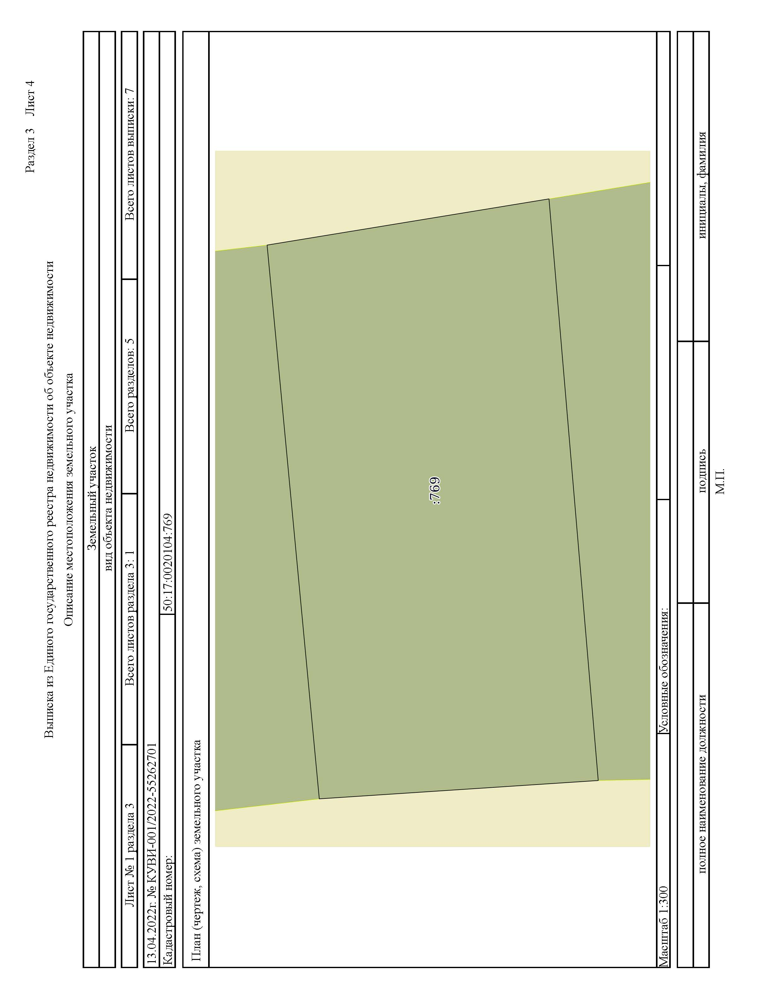 Раздел 3 Лист 4
Выписка из Единого государственного реестра недвижимости об объекте недвижимости
Описание местоположения земельного участка
Земельный участок
вид объекта недвижимости
Лист № 1 раздела 3 Всего листов раздела 3: 1 Всего разделов: 5 Всего листов выписки: 7
13.04.2022г. № КУВИ-001/2022-55262701
Кадастровый номер: 50:17:0020104:769
План (чертеж, схема) земельного участка
:769
Масштаб 1:300 Условные обозначения:
полное наименование должности подпись инициалы, фамилия
М.П.